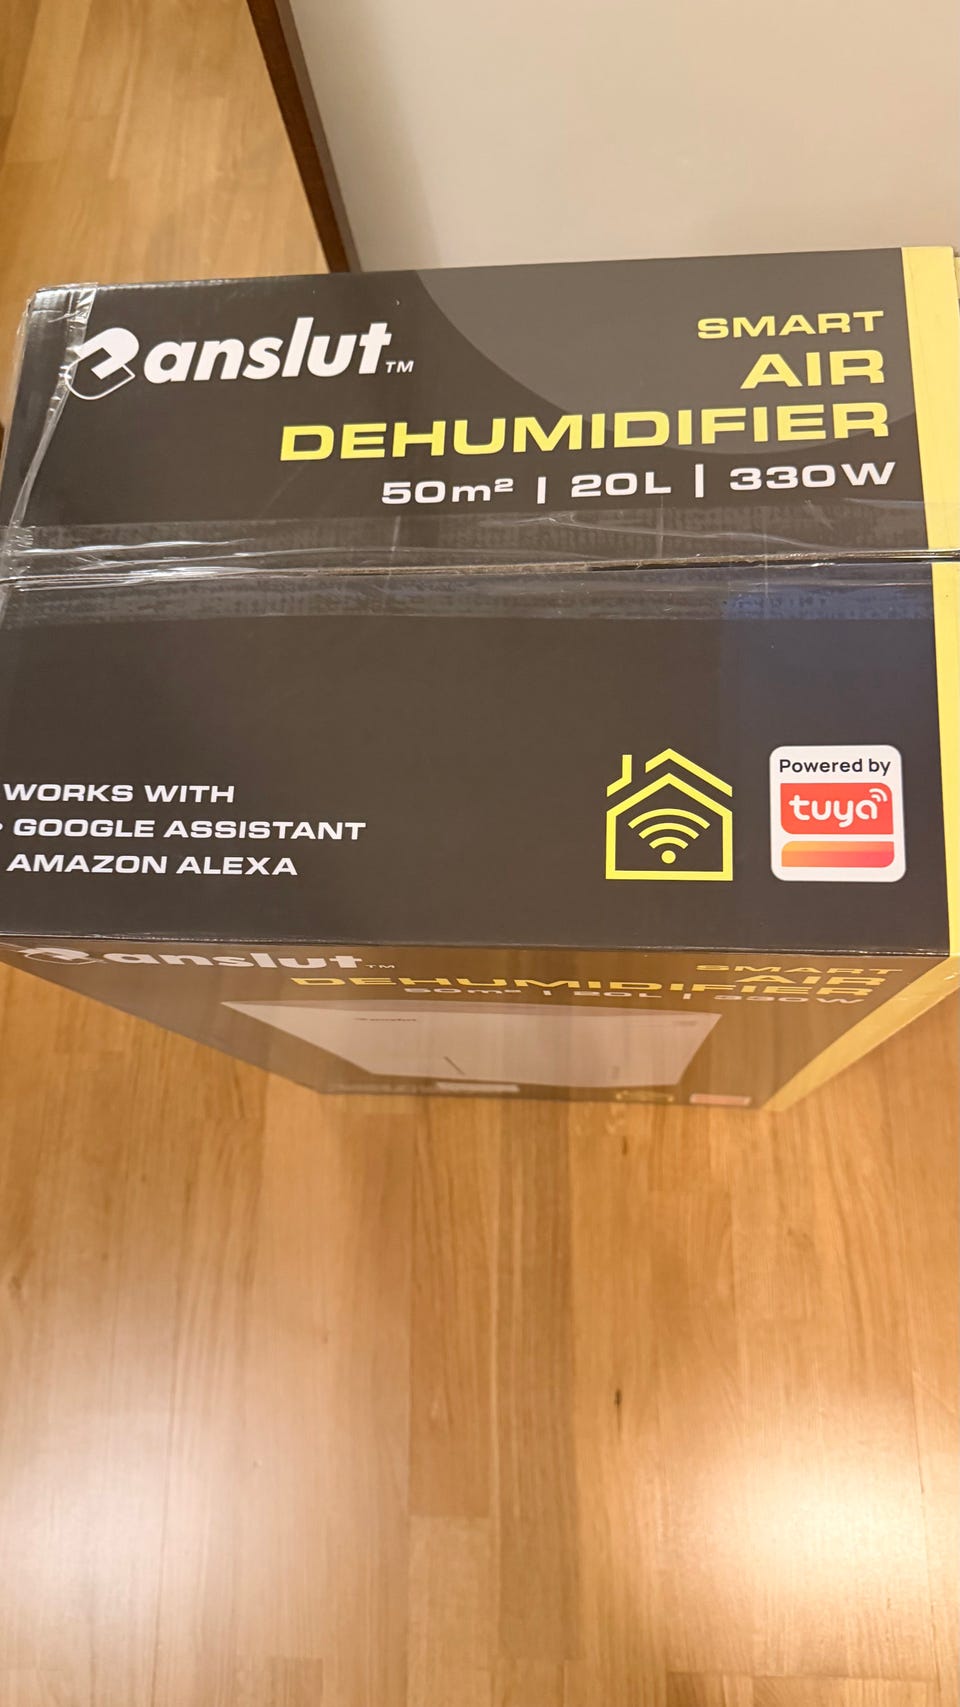 anslut™
SMART
AIR
DEHUMIDIFIER
50m² | 20L | 330W
WORKS WITH
• GOOGLE ASSISTANT
AMAZON ALEXA
Powered by
tuya
anslut™
SMART
AIR
DEHUMIDIFIER
50m² | 20L | 330W